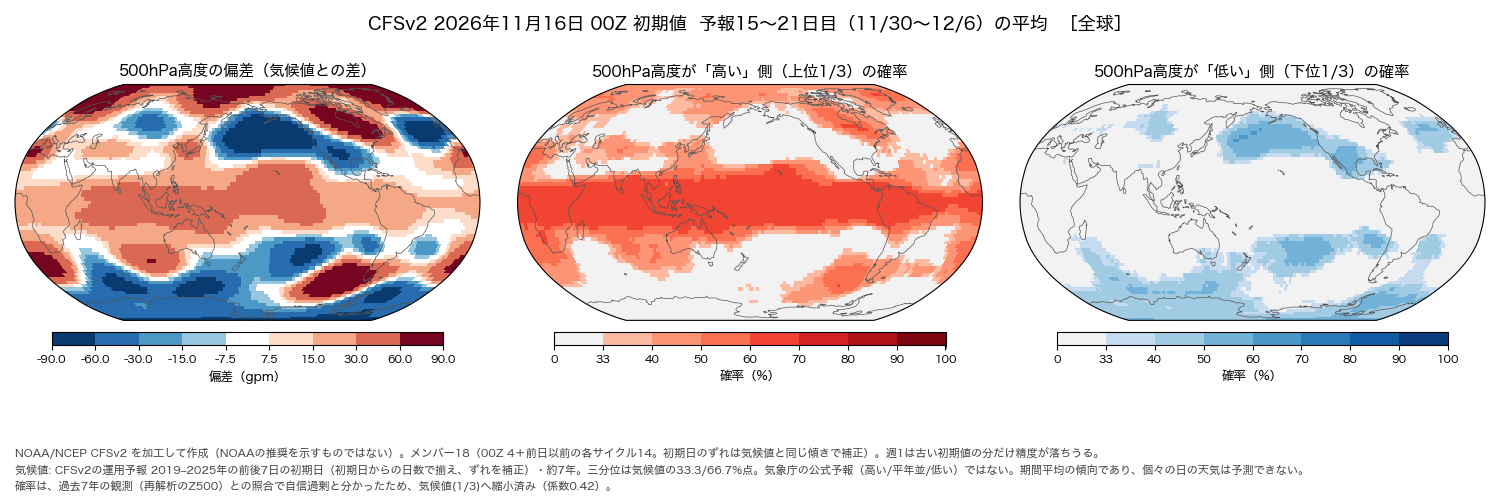 CFSv2 2026年11月16日 00Z 初期値 予報15～21日目（11/30～12/6）の平均 ［全球］
500hPa高度の偏差（気候値との差）
500hPa高度が「高い」側（上位1/3）の確率
500hPa高度が「低い」側（下位1/3）の確率
-90.0 -60.0 -30.0 -15.0 -7.5 7.5 15.0 30.0 60.0 90.0
偏差（gpm）
0 33 40 50 60 70 80 90 100
確率（%）
0 33 40 50 60 70 80 90 100
確率（%）
NOAA/NCEP CFSv2 を加工して作成（NOAAの推奨を示すものではない）。メンバー18（00Z 4＋前日以前の各サイクル14。初期日のずれは気候値と同じ傾きで補正）。週1は古い初期値の分だけ精度が落ちうる。
気候値: CFSv2の運用予報 2019–2025年の前後7日の初期日（初期日からの日数で揃え、ずれを補正）・約7年。三分位は気候値の33.3/66.7%点。気象庁の公式予報（高い/平年並/低い）ではない。期間平均の傾向であり、個々の日の天気は予測できない。
確率は、過去7年の観測（再解析のZ500）との照合で自信過剰と分かったため、気候値(1/3)へ縮小済み（係数0.42）。